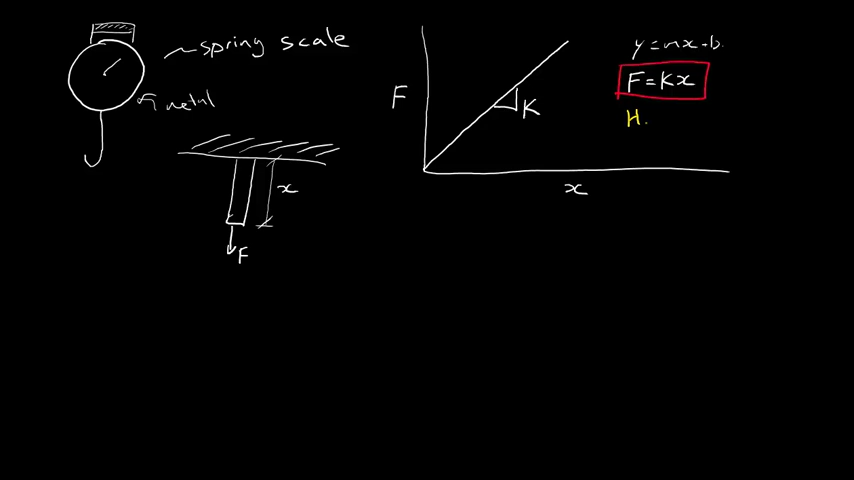 spring scale
metal
x
F
F
K
x
y=mx+b.
F=Kx
H.